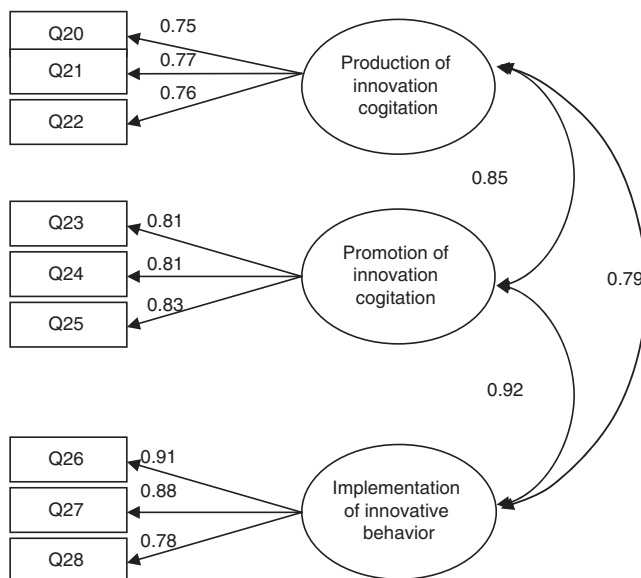 Q20
0.75
Q21
0.77
Q22
0.76
Production of
innovation
cogitation
0.85
Q23
0.81
Q24
0.81
Q25
0.83
Promotion of
innovation
cogitation
0.79
0.92
Q26
0.91
Q27
0.88
Q28
0.78
Implementation
of innovative
behavior